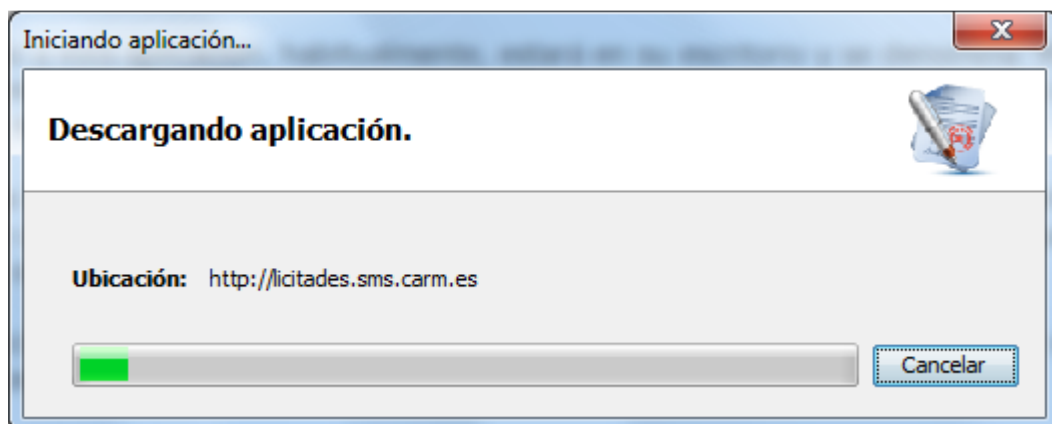 Iniciando aplicación...
Descargando aplicación.
Ubicación: http://licitades.sms.carm.es
Cancelar